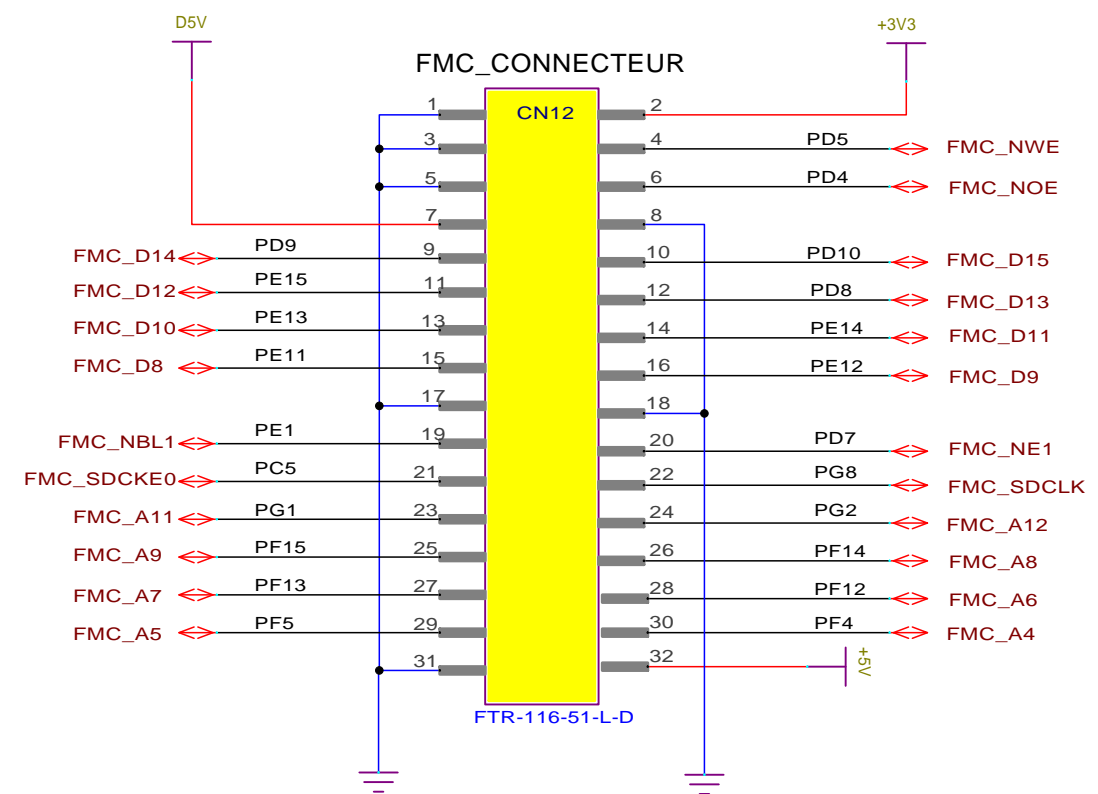 D5V
+3V3
FMC_CONNECTEUR
CN12
1 2
3 4 PD5 FMC_NWE
5 6 PD4 FMC_NOE
7 8
FMC_D14 PD9 9 10 PD10 FMC_D15
FMC_D12 PE15 11 12 PD8 FMC_D13
FMC_D10 PE13 13 14 PE14 FMC_D11
FMC_D8 PE11 15 16 PE12 FMC_D9
17 18
FMC_NBL1 PE1 19 20 PD7 FMC_NE1
FMC_SDCKE0 PC5 21 22 PG8 FMC_SDCLK
FMC_A11 PG1 23 24 PG2 FMC_A12
FMC_A9 PF15 25 26 PF14 FMC_A8
FMC_A7 PF13 27 28 PF12 FMC_A6
FMC_A5 PF5 29 30 PF4 FMC_A4
31 32 +5V
FTR-116-51-L-D